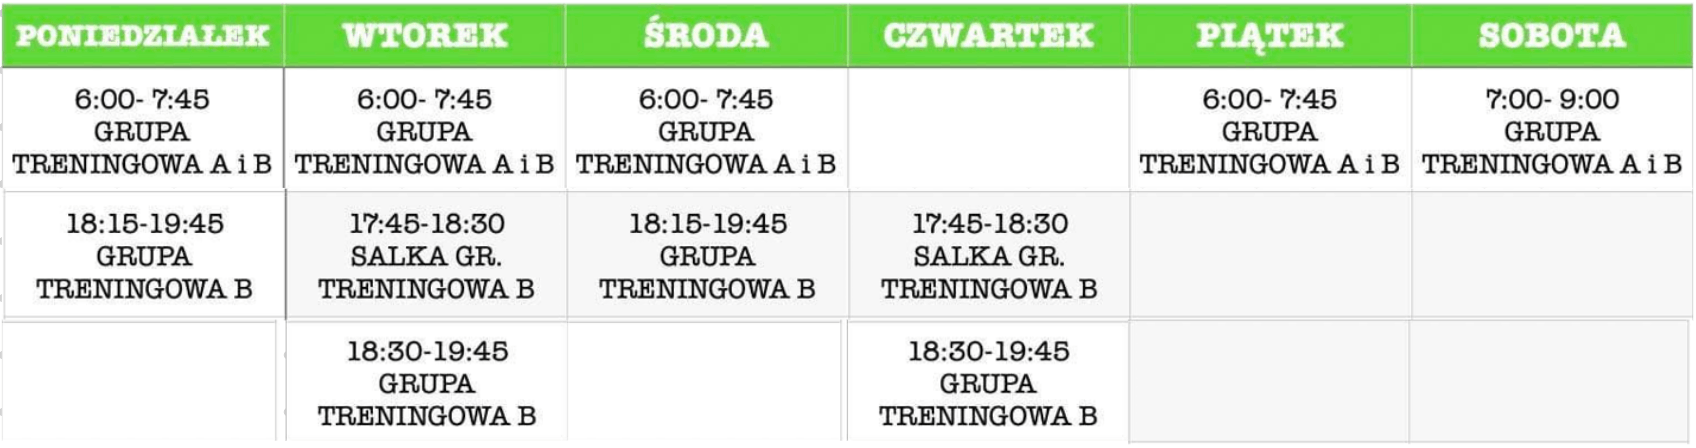 PONIEDZIAŁEK WTOREK ŚRODA CZWARTEK PIĄTEK SOBOTA
6:00- 7:45 6:00- 7:45 6:00- 7:45 6:00- 7:45 7:00- 9:00
GRUPA GRUPA GRUPA GRUPA GRUPA
TRENINGOWA A i B TRENINGOWA A i B TRENINGOWA A i B TRENINGOWA A i B TRENINGOWA A i B
18:15-19:45 17:45-18:30 18:15-19:45 17:45-18:30
GRUPA SALKA GR. GRUPA SALKA GR.
TRENINGOWA B TRENINGOWA B TRENINGOWA B TRENINGOWA B
18:30-19:45 18:30-19:45
GRUPA GRUPA
TRENINGOWA B TRENINGOWA B